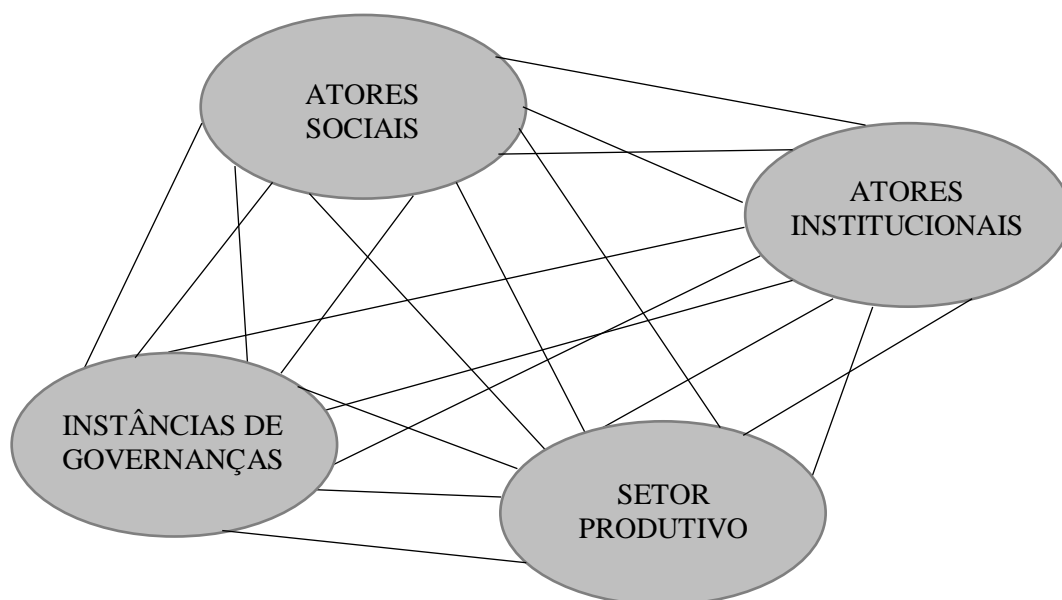 ATORES
SOCIAIS
ATORES
INSTITUCIONAIS
INSTÂNCIAS DE
GOVERNANÇAS
SETOR
PRODUTIVO